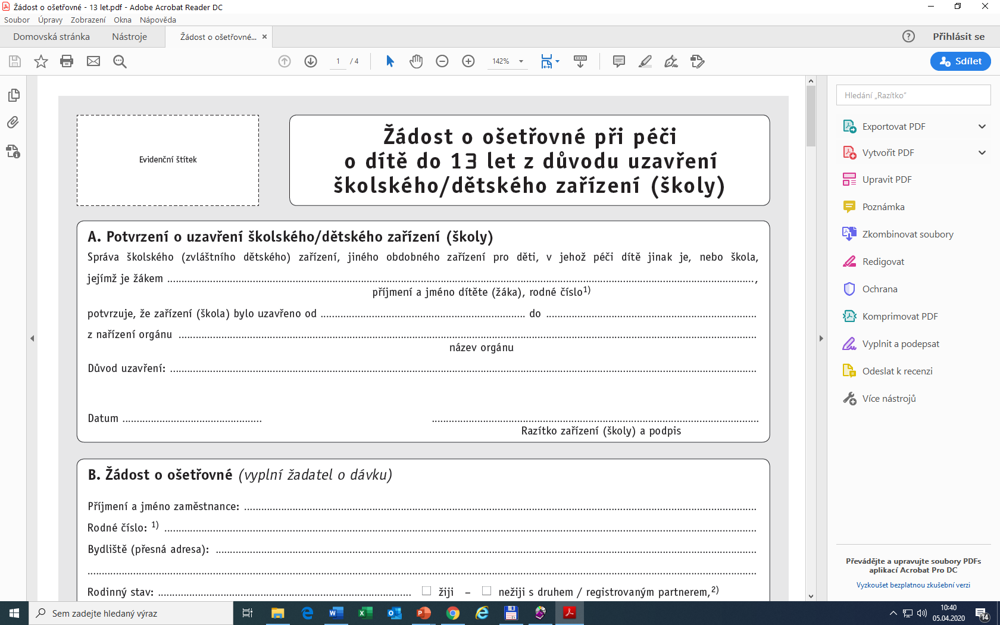 Žádost o ošetřovné - 13 let.pdf - Adobe Acrobat Reader DC
Soubor Úpravy Zobrazení Okna Nápověda
Domovská stránka Nástroje Žádost o ošetřovné... × Přihlásit se
1 / 4 142% Sdílet
Hledání „Razítko"
Exportovat PDF
Vytvořit PDF
Upravit PDF
Poznámka
Zkombinovat soubory
Redigovat
Ochrana
Komprimovat PDF
Vyplnit a podepsat
Odeslat k recenzi
Více nástrojů
Převádějte a upravujte soubory PDFs
aplikací Acrobat Pro DC
Vyzkoušet bezplatnou zkušební verzi
Evidenční štítek
Žádost o ošetřovné při péči
o dítě do 13 let z důvodu uzavření
školského/dětského zařízení (školy)
A. Potvrzení o uzavření školského/dětského zařízení (školy)
Správa školského (zvláštního dětského) zařízení, jiného obdobného zařízení pro děti, v jehož péči dítě jinak je, nebo škola,
jejímž je žákem ................................................................,
příjmení a jméno dítěte (žáka), rodné číslo1)
potvrzuje, že zařízení (škola) bylo uzavřeno od ................................ do ................................
z nařízení orgánu ................................................................
název orgánu
Důvod uzavření: ................................................................
Datum ................................ ................................
Razítko zařízení (školy) a podpis
B. Žádost o ošetřovné (vyplní žadatel o dávku)
Příjmení a jméno zaměstnance: ................................................................
Rodné číslo: 1) ................................................................
Bydliště (přesná adresa): ................................................................
................................................................
Rodinný stav: ................................ žiji – nežiji s druhem / registrovaným partnerem,2)
Sem zadejte hledaný výraz
10:40
05.04.2020
14